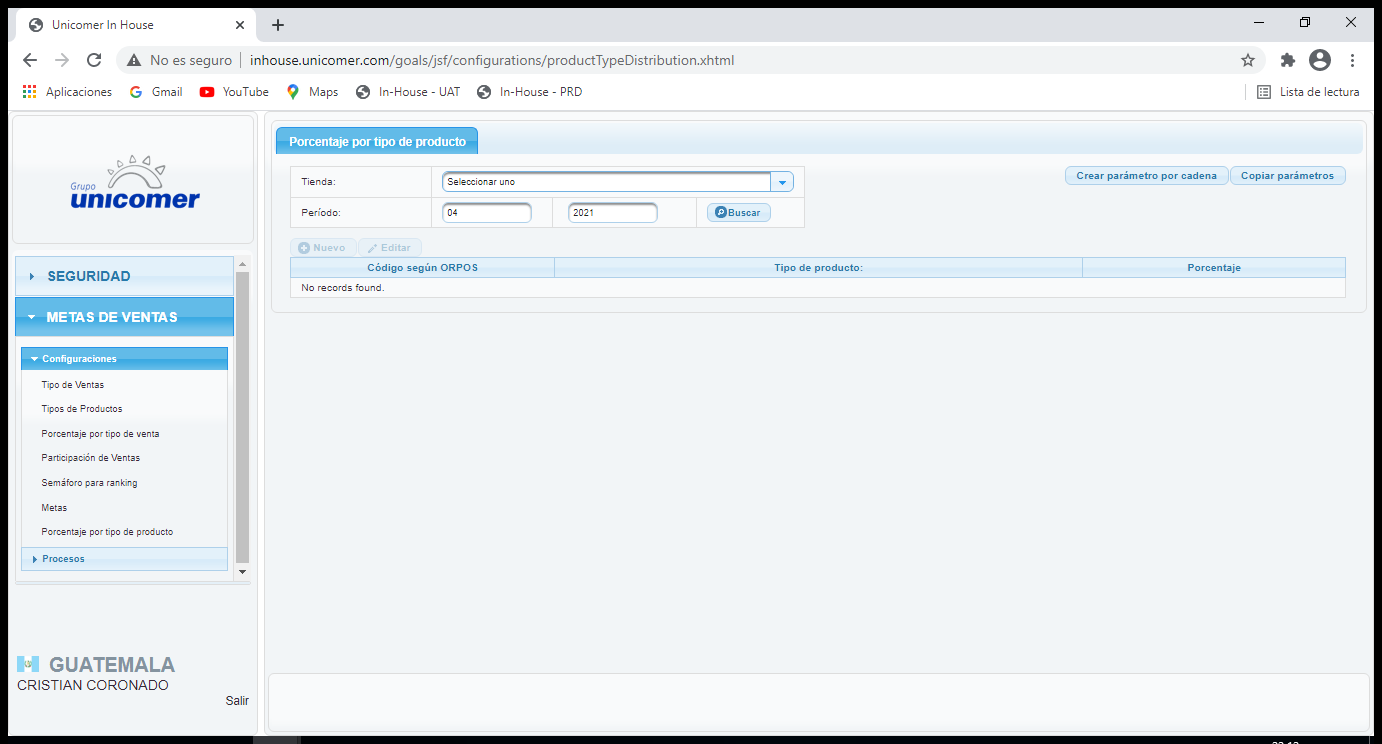 Unicomer In House
No es seguro inhouse.unicomer.com/goals/jsf/configurations/productTypeDistribution.xhtml
Aplicaciones Gmail YouTube Maps In-House - UAT In-House - PRD Lista de lectura
Grupo
unicomer
SEGURIDAD
METAS DE VENTAS
Configuraciones
Tipo de Ventas
Tipos de Productos
Porcentaje por tipo de venta
Participación de Ventas
Semáforo para ranking
Metas
Porcentaje por tipo de producto
Procesos
GUATEMALA
CRISTIAN CORONADO
Salir
Porcentaje por tipo de producto
Tienda: Seleccionar uno
Crear parámetro por cadena Copiar parámetros
Período: 04 2021 Buscar
Nuevo Editar
Código según ORPOS Tipo de producto: Porcentaje
No records found.